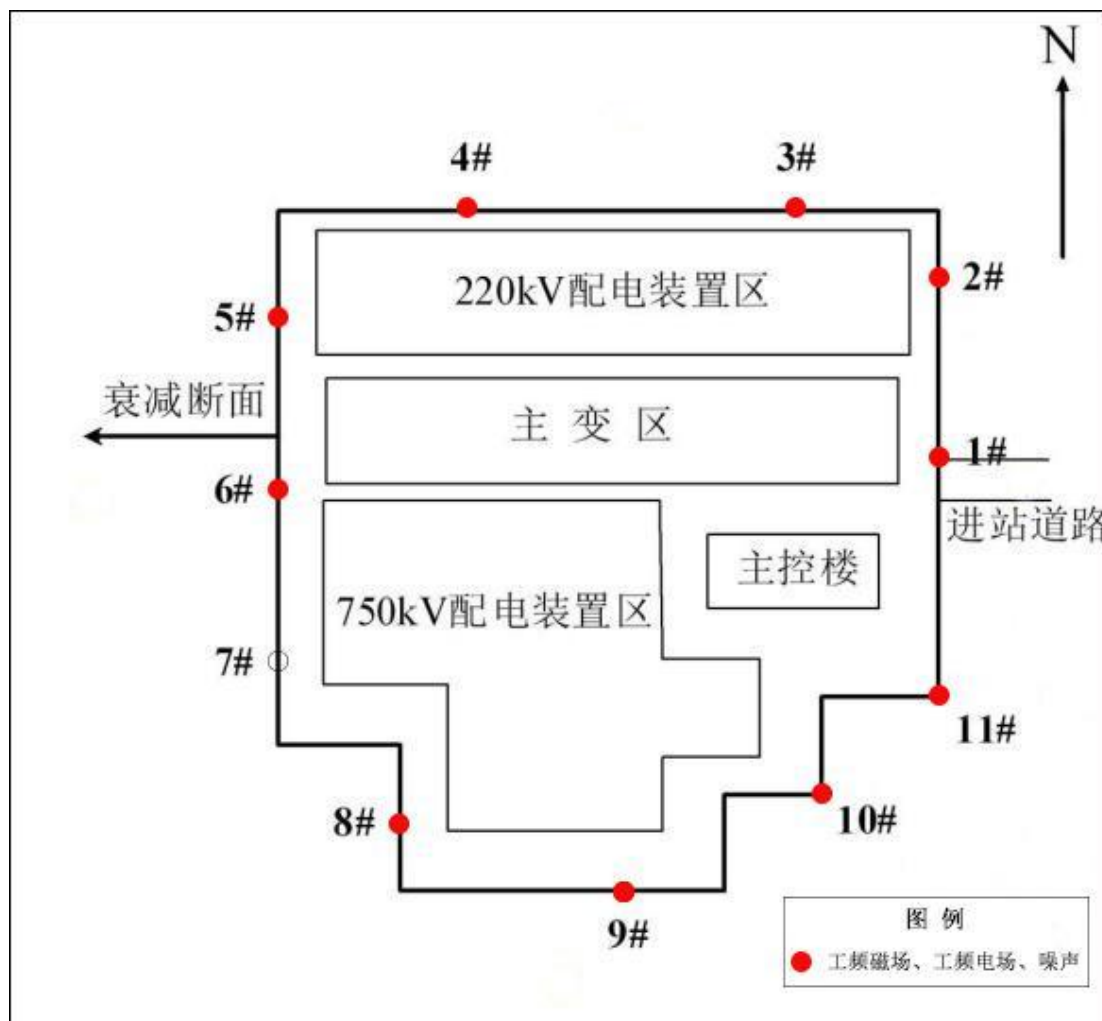 N
4#
3#
2#
220kV配电装置区
5#
衰减断面
主 变 区
1#
6#
进站道路
主控楼
750kV配电装置区
7#
11#
8#
10#
9#
图 例
工频磁场、工频电场、噪声